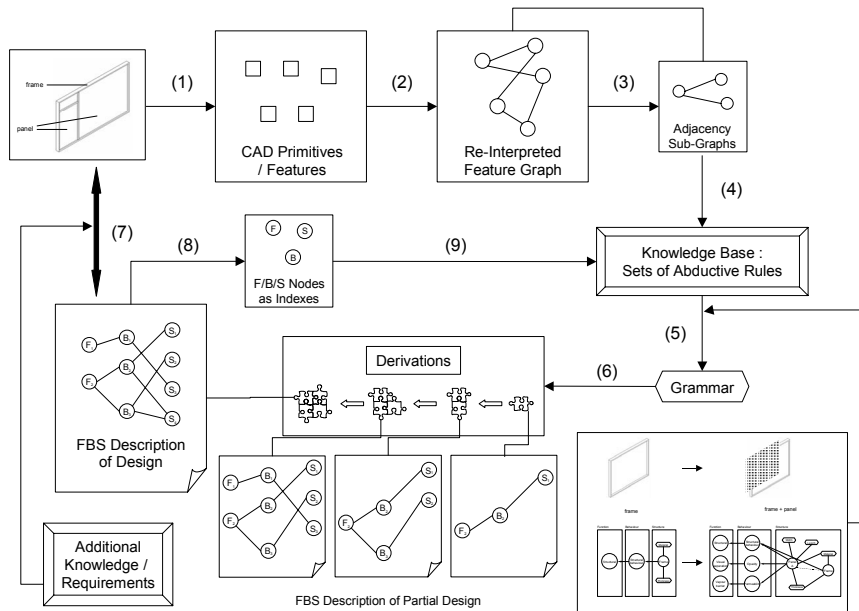 frame
panel
(1)
CAD Primitives
/ Features
(2)
Re-Interpreted
Feature Graph
(3)
Adjacency
Sub-Graphs
(4)
(7)
(8)
F
S
B
F/B/S Nodes
as Indexes
(9)
Knowledge Base :
Sets of Abductive Rules
(5)
Grammar
(6)
Derivations
FBS Description
of Design
FBS Description of Partial Design
Additional
Knowledge /
Requirements
frame
frame + panel
Function
Behaviour
Structure
Function
Behaviour
Structure